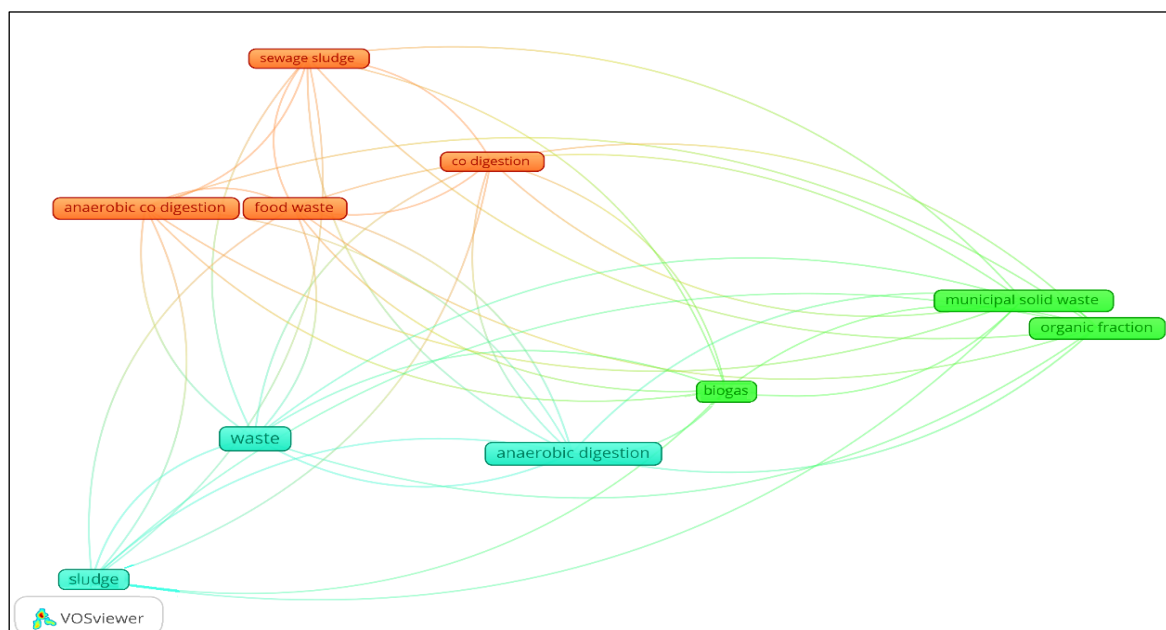 sewage sludge
co digestion
anaerobic co digestion
food waste
municipal solid waste
organic fraction
biogas
waste
anaerobic digestion
sludge
VOSviewer